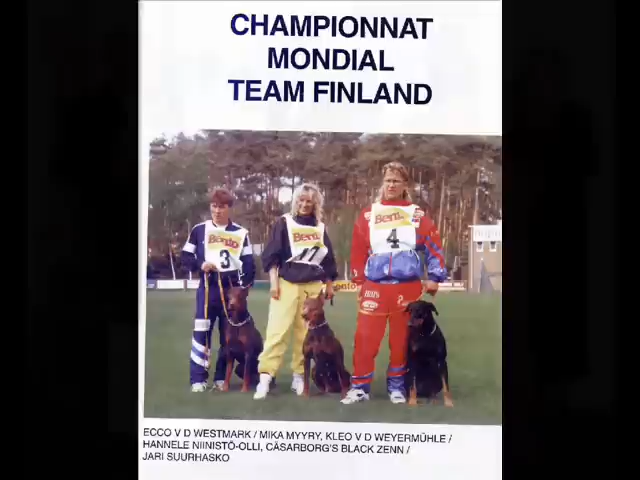 CHAMPIONNAT
MONDIAL
TEAM FINLAND
Bento
3
Bento
Bento
4
Bento
ECCO V D WESTMARK / MIKA MYYRY, KLEO V D WEYERMÜHLE /
HANNELE NIINISTÖ-OLLI, CÄSARBORG'S BLACK ZENN /
JARI SUURHASKO